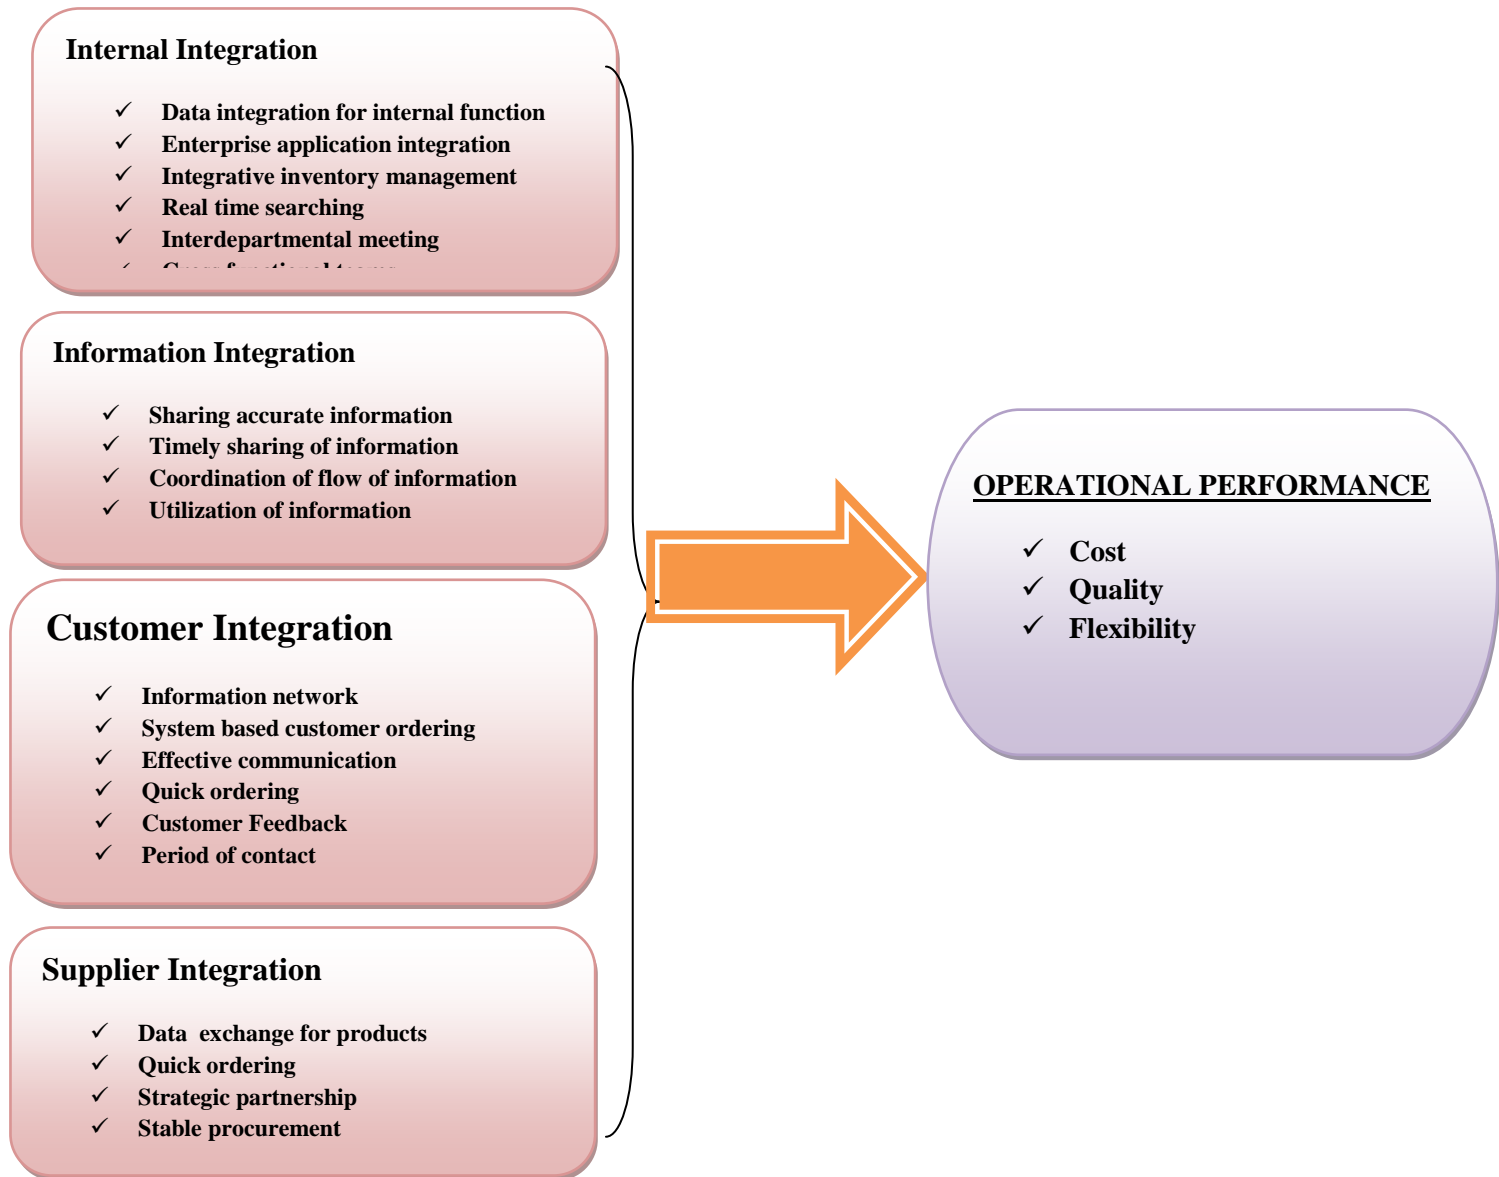 Internal Integration
✓ Data integration for internal function
✓ Enterprise application integration
✓ Integrative inventory management
✓ Real time searching
✓ Interdepartmental meeting
Information Integration
✓ Sharing accurate information
✓ Timely sharing of information
✓ Coordination of flow of information
✓ Utilization of information
Customer Integration
✓ Information network
✓ System based customer ordering
✓ Effective communication
✓ Quick ordering
✓ Customer Feedback
✓ Period of contact
Supplier Integration
✓ Data  exchange for products
✓ Quick ordering
✓ Strategic partnership
✓ Stable procurement
OPERATIONAL PERFORMANCE
✓ Cost
✓ Quality
✓ Flexibility